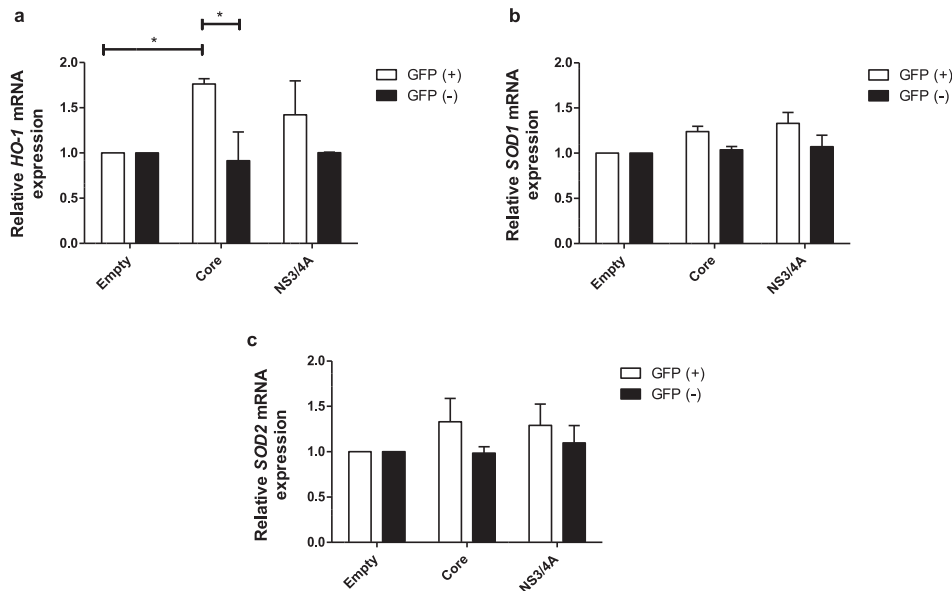 a
*
*
Relative HO-1 mRNA
expression
2.0
1.5
1.0
0.5
0.0
Empty
Core
NS3/4A
GFP (+)
GFP (-)
b
Relative SOD1 mRNA
expression
2.0
1.5
1.0
0.5
0.0
Empty
Core
NS3/4A
GFP (+)
GFP (-)
c
Relative SOD2 mRNA
expression
2.0
1.5
1.0
0.5
0.0
Empty
Core
NS3/4A
GFP (+)
GFP (-)